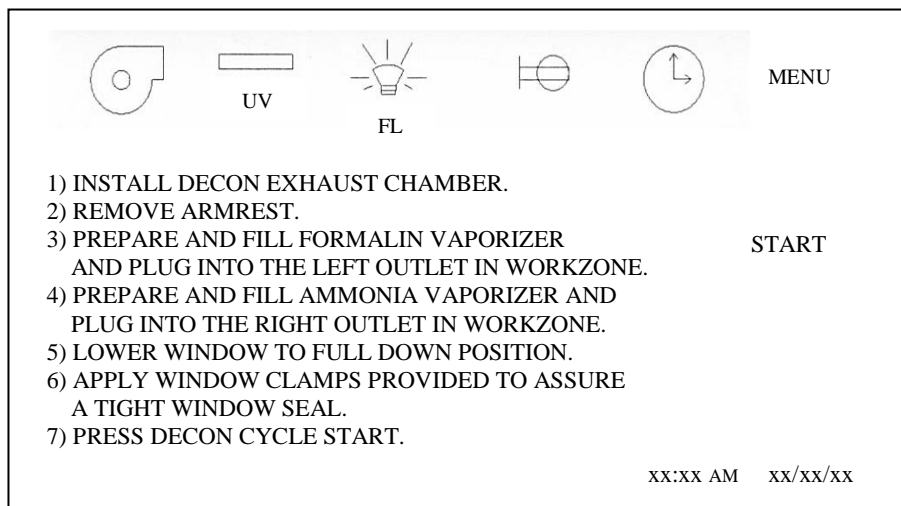 UV
FL
MENU
1) INSTALL DECON EXHAUST CHAMBER.
2) REMOVE ARMREST.
3) PREPARE AND FILL FORMALIN VAPORIZER
AND PLUG INTO THE LEFT OUTLET IN WORKZONE.
START
4) PREPARE AND FILL AMMONIA VAPORIZER AND
PLUG INTO THE RIGHT OUTLET IN WORKZONE.
5) LOWER WINDOW TO FULL DOWN POSITION.
6) APPLY WINDOW CLAMPS PROVIDED TO ASSURE
A TIGHT WINDOW SEAL.
7) PRESS DECON CYCLE START.
xx:xx AM xx/xx/xx